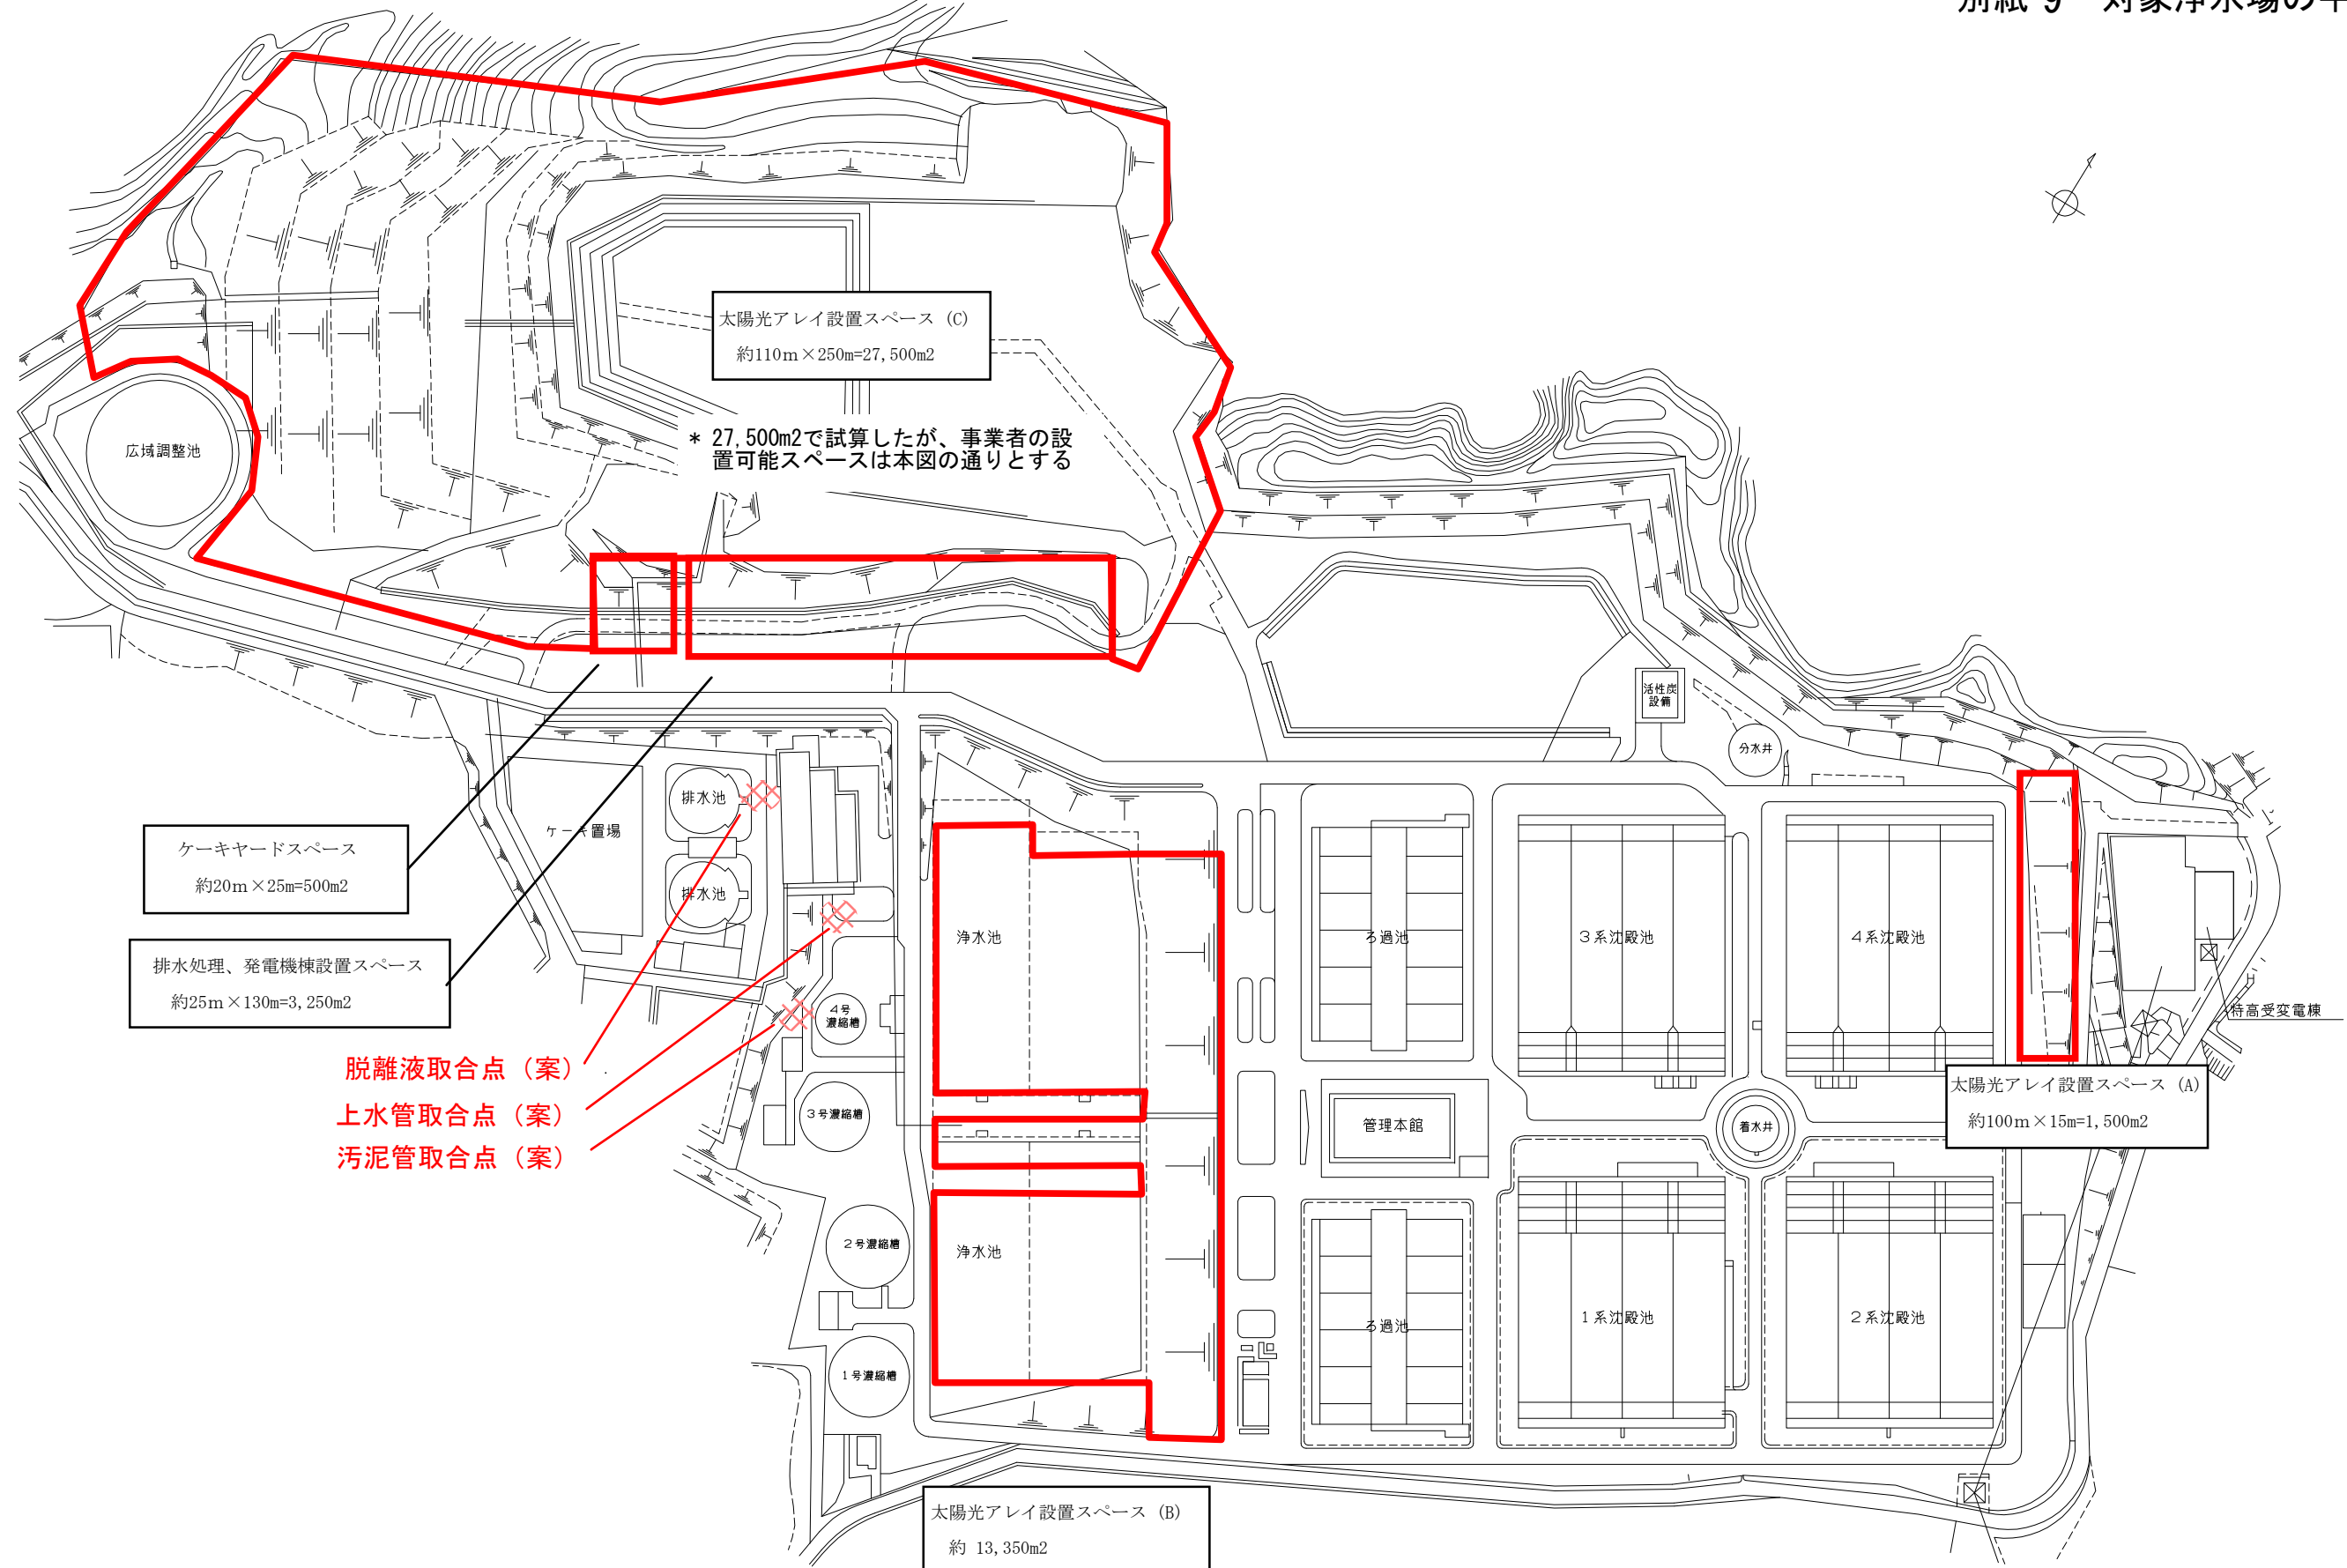 別紙 9 対象浄水場の平
太陽光アレイ設置スペース (C)
約110m×250m=27,500m2
* 27,500m2で試算したが、事業者の設
置可能スペースは本図の通りとする
広域調整池
活性炭
設備
分水井
排水池
ケーキ置場
排水池
ケーキヤードスペース
約20m×25m=500m2
排水処理、発電機棟設置スペース
約25m×130m=3,250m2
脱離液取合点（案）
上水管取合点（案）
汚泥管取合点（案）
4号
濃縮槽
3号濃縮槽
2号濃縮槽
1号濃縮槽
浄水池
浄水池
ろ過池
3系沈殿池
4系沈殿池
特高受変電棟
太陽光アレイ設置スペース (A)
約100m×15m=1,500m2
管理本館
着水井
ろ過池
1系沈殿池
2系沈殿池
太陽光アレイ設置スペース (B)
約 13,350m2